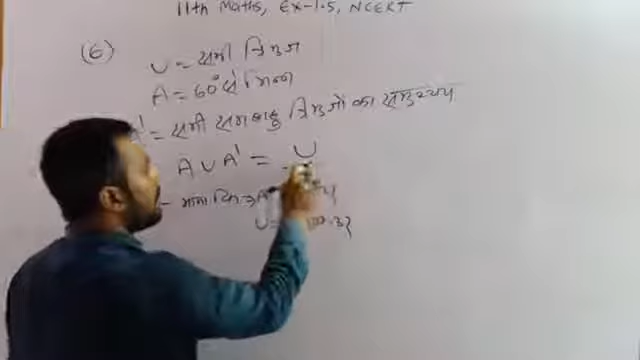 11th Maths, Ex-1.5, NCERT
(6) U = सभी त्रिभुज
A = 60° से भिन्न
A' = सभी समबाहु त्रिभुजों का समुच्चय
A ∪ A' = U
- माना कि
U =